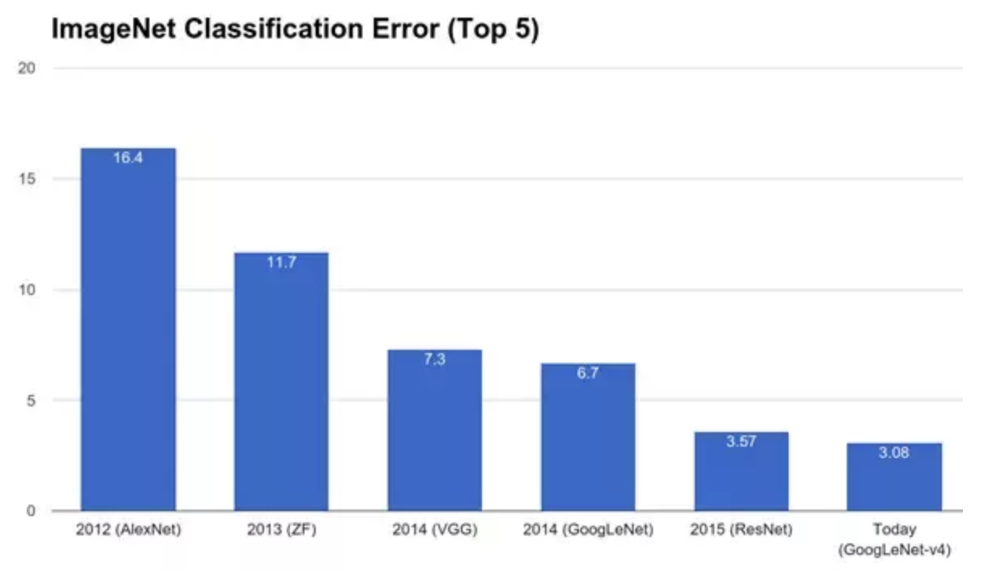 ImageNet Classification Error (Top 5)
20
15
10
5
0
16.4
11.7
7.3
6.7
3.57
3.08
2012 (AlexNet)
2013 (ZF)
2014 (VGG)
2014 (GoogLeNet)
2015 (ResNet)
Today
(GoogLeNet-v4)